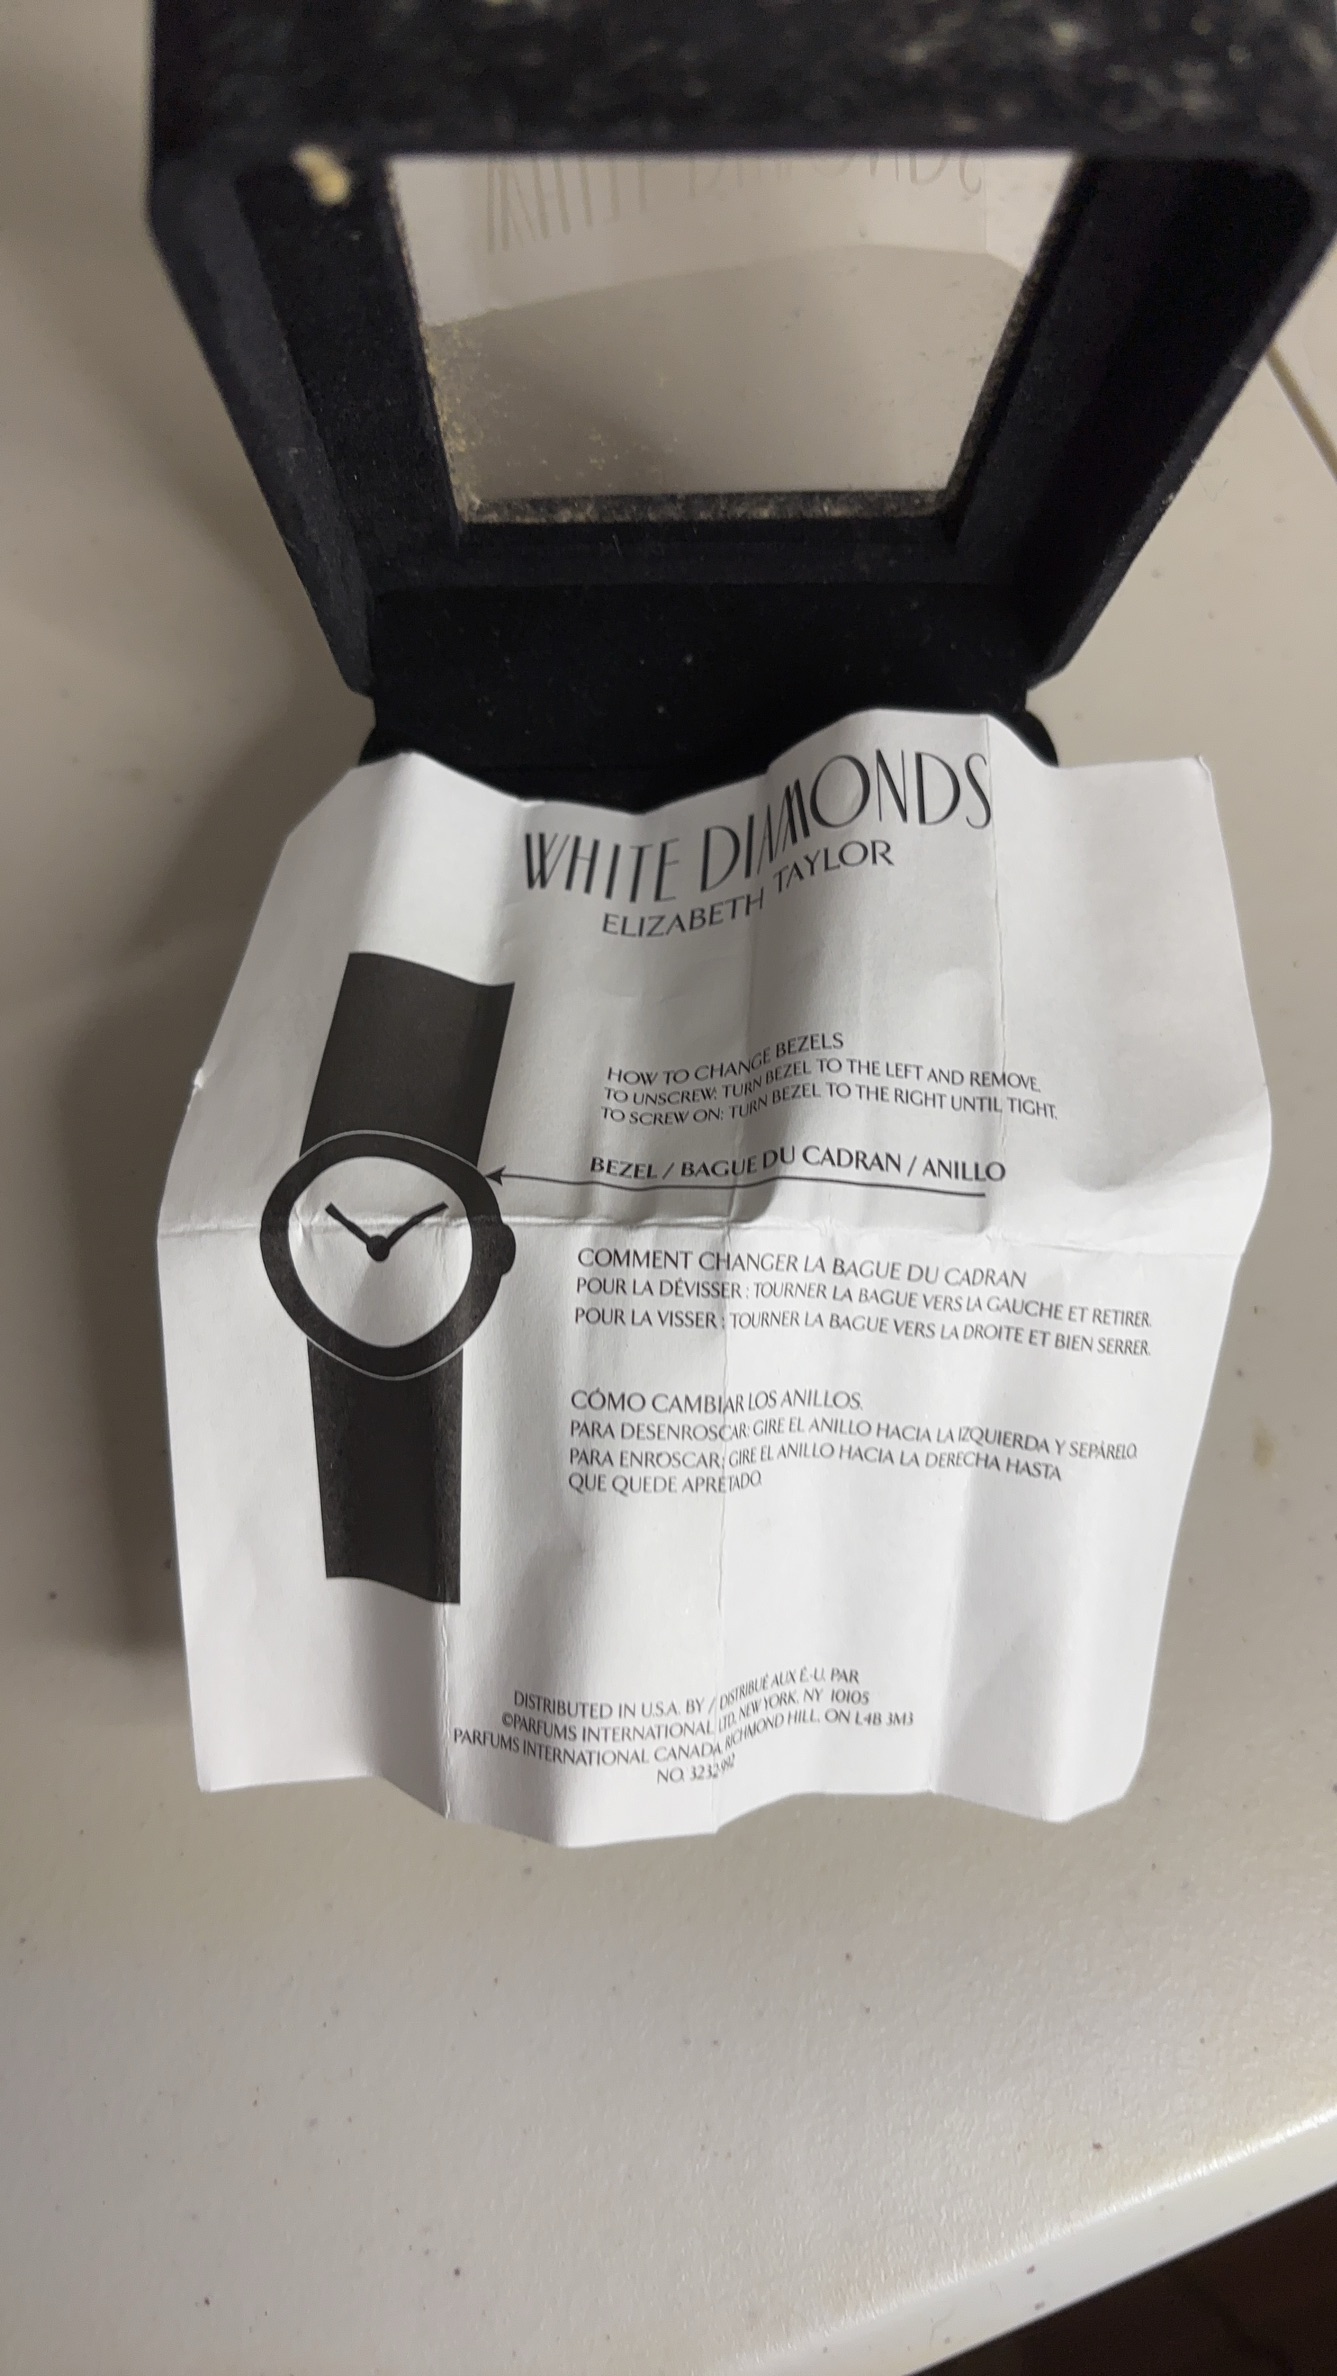 WHITE DIAMONDS
ELIZABETH TAYLOR
HOW TO CHANGE BEZELS
TO UNSCREW: TURN BEZEL TO THE LEFT AND REMOVE.
TO SCREW ON: TURN BEZEL TO THE RIGHT UNTIL TIGHT.
BEZEL / BAGUE DU CADRAN / ANILLO
COMMENT CHANGER LA BAGUE DU CADRAN
POUR LA DÉVISSER : TOURNER LA BAGUE VERS LA GAUCHE ET RETIRER.
POUR LA VISSER : TOURNER LA BAGUE VERS LA DROITE ET BIEN SERRER.
CÓMO CAMBIAR LOS ANILLOS.
PARA DESENROSCAR: GIRE EL ANILLO HACIA LA IZQUIERDA Y SEPÁRELO.
PARA ENROSCAR: GIRE EL ANILLO HACIA LA DERECHA HASTA
QUE QUEDE APRETADO.
DISTRIBUTED IN U.S.A. BY / DISTRIBUÉ AUX É.-U. PAR
©PARFUMS INTERNATIONAL LTD, NEW YORK, NY 10105
PARFUMS INTERNATIONAL CANADA, RICHMOND HILL, ON L4B 3M3
NO. 3232992